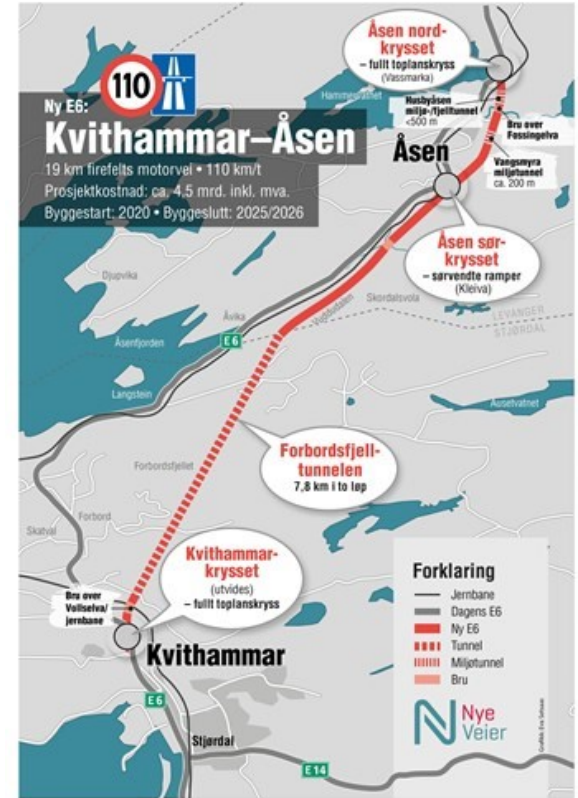 110
Ny E6:
Kvithammar–Åsen
19 km firefelts motorvei • 110 km/t
Prosjektkostnad: ca. 4.5 mrd. inkl. mva.
Byggestart: 2020 • Byggeslutt: 2025/2026
Åsen nord-
krysset
– fullt toplanskryss
(Vassmarka)
Hammervatnet
Husbyåsen
miljø-/fjelltunnel
<500 m
Bru over
Fossingelva
Åsen
Vangsmyra
miljøtunnel
ca. 200 m
Åsen sør-
krysset
– sørvendte ramper
(Kleiva)
Djupvika
Åvika
Vuddudalen
Skordalsvola
LEVANGER
STJØRDAL
Åsenfjorden
E6
Langstein
Ausetvatnet
Forbordsfjell-
tunnelen
7,8 km i to løp
Forbordsfjellet
Forbord
Skatval
Kvithammar-
krysset
(utvides)
– fullt toplanskryss
Bru over
Vollselva/
jernbane
Kvithammar
E6
Stjørdal
E14
Forklaring
Jernbane
Dagens E6
Ny E6
Tunnel
Miljøtunnel
Bru
Nye
Veier